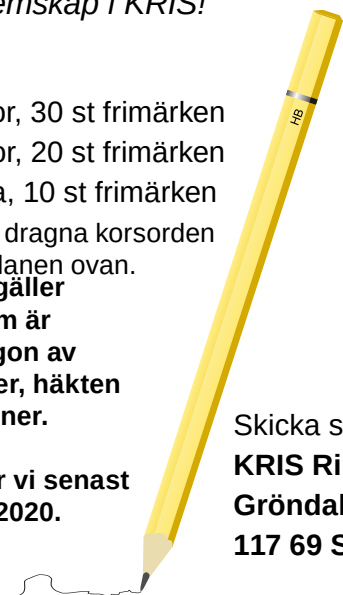 emskap i KRIS!
or, 30 st frimärken
or, 20 st frimärken
a, 10 st frimärken
dragna korsorden
lanen ovan.
gäller
m är
gon av
er, häkten
ner.
r vi senast
2020.
HB
Skicka s
KRIS Ri
Gröndal
117 69 S